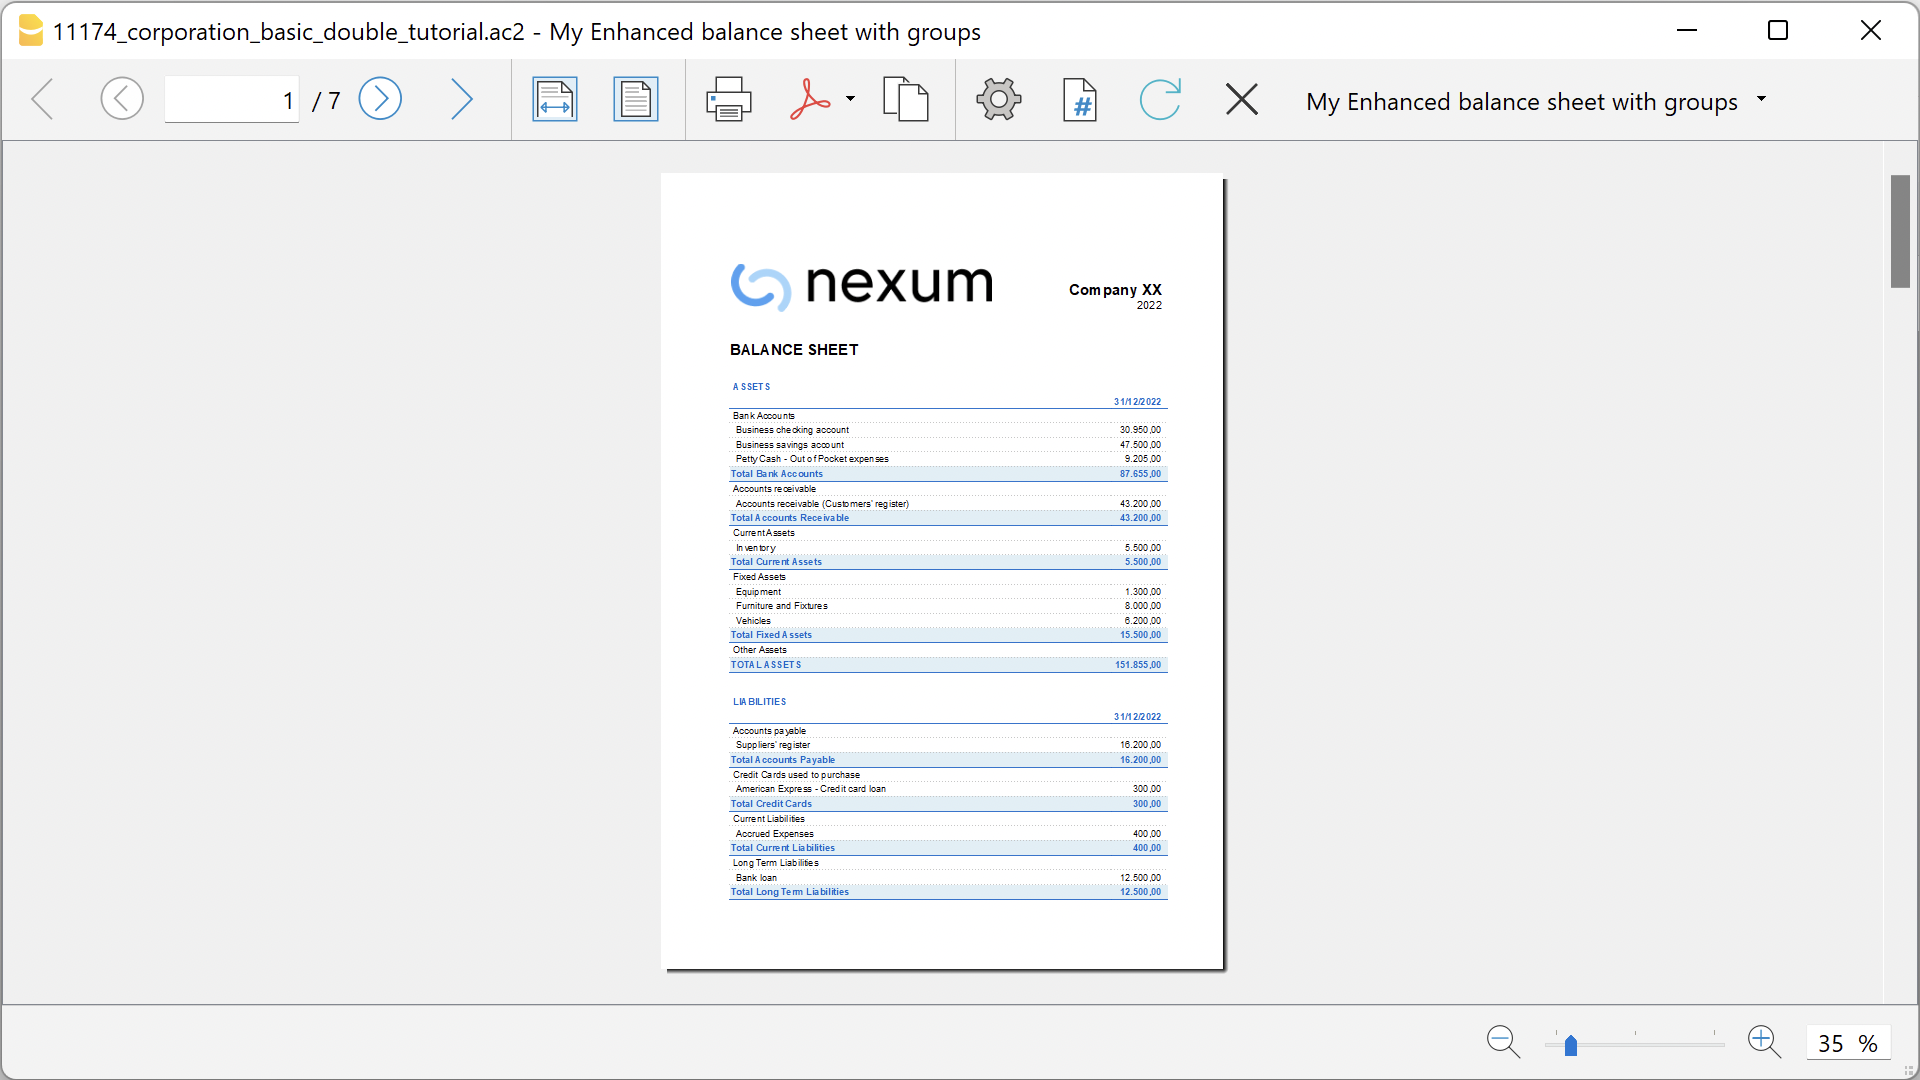 11174_corporation_basic_double_tutorial.ac2 - My Enhanced balance sheet with groups
1 / 7 # My Enhanced balance sheet with groups
nexum
Company XX
2022
BALANCE SHEET
ASSETS
31/12/2022
Bank Accounts
Business checking account 30.950,00
Business savings account 47.500,00
Petty Cash - Out of Pocket expenses 9.205,00
Total Bank Accounts 87.655,00
Accounts receivable
Accounts receivable (Customers' register) 43.200,00
Total Accounts Receivable 43.200,00
Current Assets
Inventory 5.500,00
Total Current Assets 5.500,00
Fixed Assets
Equipment 1.300,00
Furniture and Fixtures 8.000,00
Vehicles 6.200,00
Total Fixed Assets 15.500,00
Other Assets
TOTAL ASSETS 151.855,00
LIABILITIES
31/12/2022
Accounts payable
Suppliers' register 16.200,00
Total Accounts Payable 16.200,00
Credit Cards used to purchase
American Express - Credit card loan 300,00
Total Credit Cards 300,00
Current Liabilities
Accrued Expenses 400,00
Total Current Liabilities 400,00
Long Term Liabilities
Bank loan 12.500,00
Total Long Term Liabilities 12.500,00
35 %